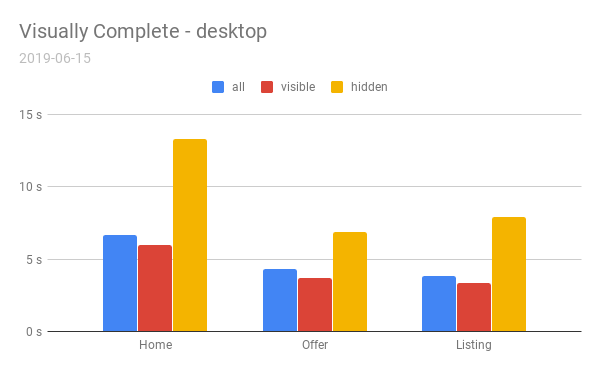 Visually Complete - desktop
2019-06-15
all visible hidden
15 s
10 s
5 s
0 s
Home Offer Listing